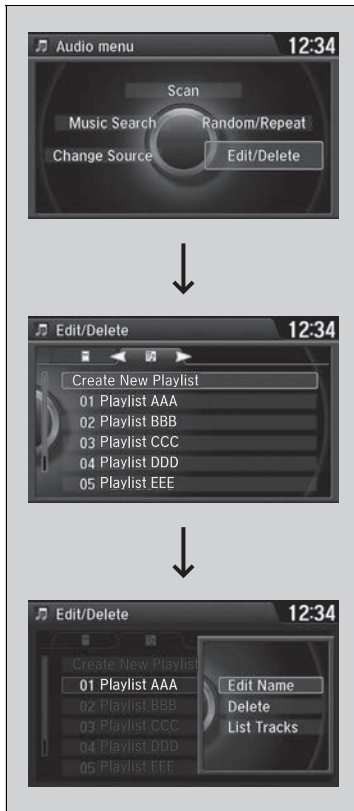 Audio menu 12:34
Scan
Music Search Random/Repeat
Change Source Edit/Delete
Edit/Delete 12:34
Create New Playlist
01 Playlist AAA
02 Playlist BBB
03 Playlist CCC
04 Playlist DDD
05 Playlist EEE
Edit/Delete 12:34
Create New Playlist
01 Playlist AAA Edit Name
02 Playlist BBB Delete
03 Playlist CCC List Tracks
04 Playlist DDD
05 Playlist EEE